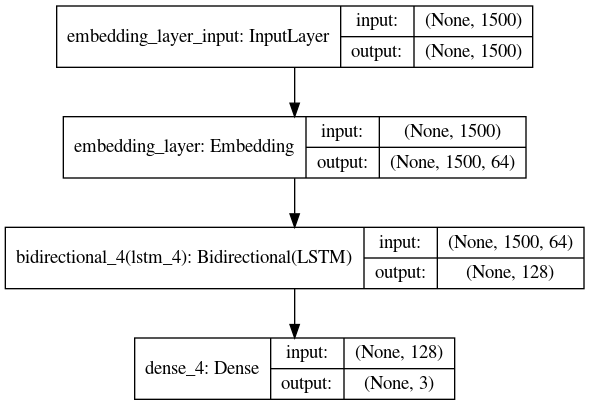 embedding_layer_input: InputLayer
input:
(None, 1500)
output:
(None, 1500)
embedding_layer: Embedding
input:
(None, 1500)
output:
(None, 1500, 64)
bidirectional_4(lstm_4): Bidirectional(LSTM)
input:
(None, 1500, 64)
output:
(None, 128)
dense_4: Dense
input:
(None, 128)
output:
(None, 3)